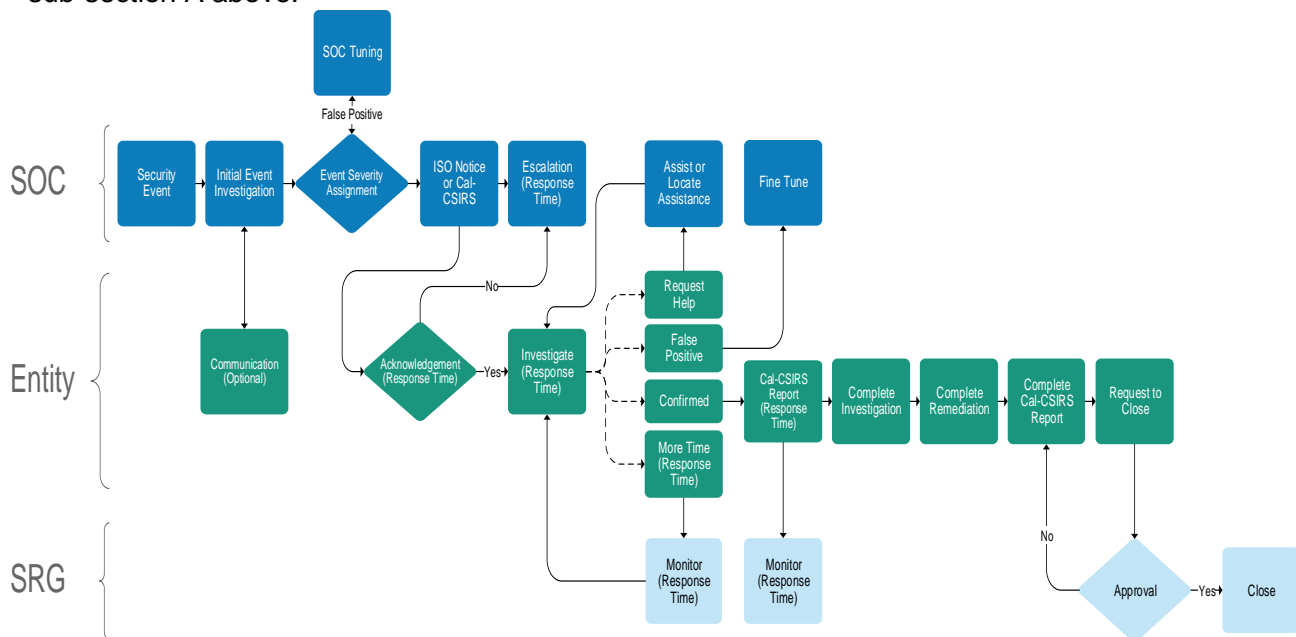 sub-section A above.
SOC Tuning
False Positive
SOC
Security
Event
Initial Event
Investigation
Event Severity
Assignment
ISO Notice
or Cal-
CSIRS
Escalation
(Response
Time)
Assist or
Locate
Assistance
Fine Tune
Entity
Communication
(Optional)
No
Acknowledgement
(Response Time)
Yes
Investigate
(Response
Time)
Request
Help
False
Positive
Confirmed
More Time
(Response
Time)
Cal-CSIRS
Report
(Response
Time)
Complete
Investigation
Complete
Remediation
Complete
Cal-CSIRS
Report
Request to
Close
SRG
Monitor
(Response
Time)
Monitor
(Response
Time)
No
Approval
Yes
Close